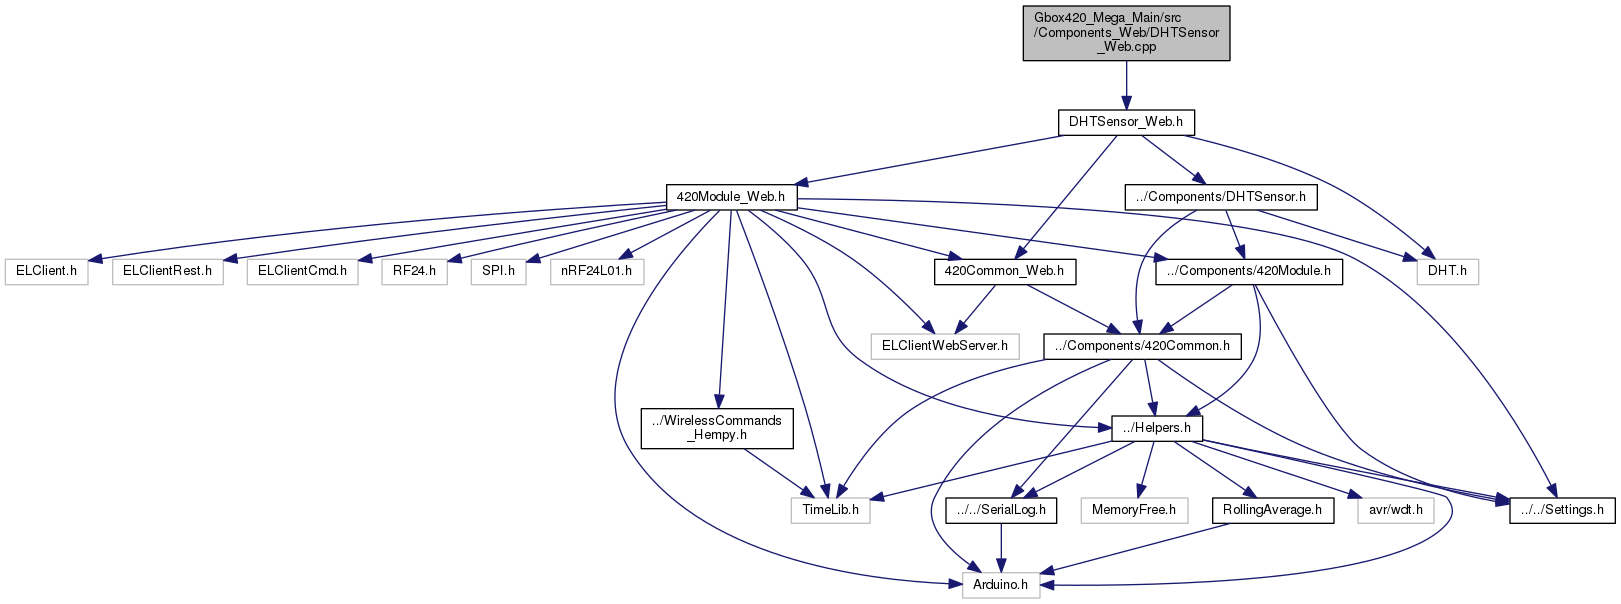 Gbox420_Mega_Main/src
/Components_Web/DHTSensor
_Web.cpp
DHTSensor_Web.h
420Module_Web.h
../Components/DHTSensor.h
ELClient.h
ELClientRest.h
ELClientCmd.h
RF24.h
SPI.h
nRF24L01.h
420Common_Web.h
../Components/420Module.h
DHT.h
ELClientWebServer.h
../Components/420Common.h
../WirelessCommands
_Hempy.h
../Helpers.h
TimeLib.h
../../SerialLog.h
MemoryFree.h
RollingAverage.h
avr/wdt.h
../../Settings.h
Arduino.h